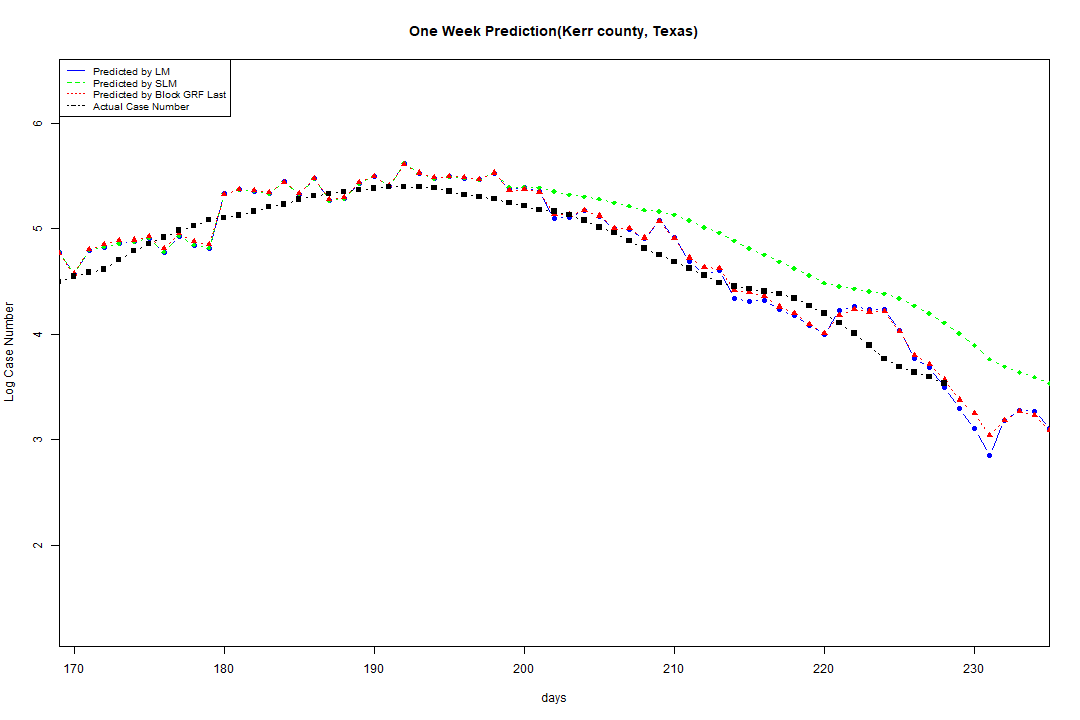 One Week Prediction(Kerr county, Texas)
Predicted by LM
Predicted by SLM
Predicted by Block GRF Last
Actual Case Number
6
5
4
3
2
Log Case Number
170 180 190 200 210 220 230
days